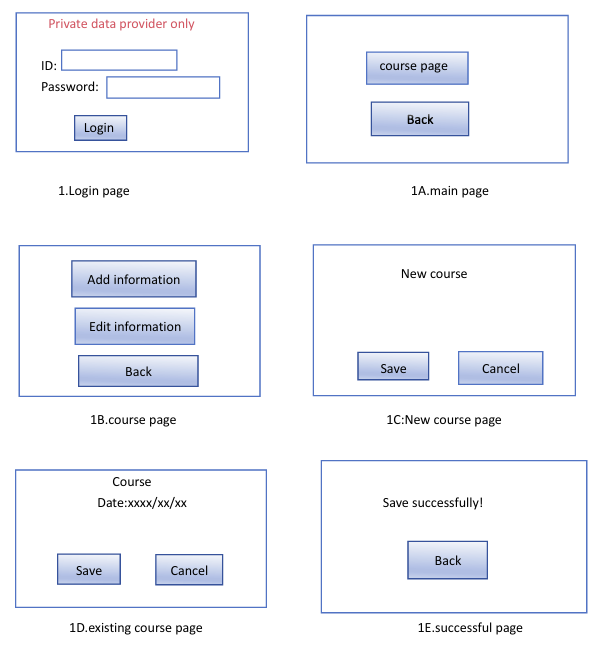 Private data provider only
ID:
Password:
Login
1.Login page
course page
Back
1A.main page
Add information
Edit information
Back
1B.course page
New course
Save
Cancel
1C:New course page
Course
Date:xxxx/xx/xx
Save
Cancel
1D.existing course page
Save successfully!
Back
1E.successful page